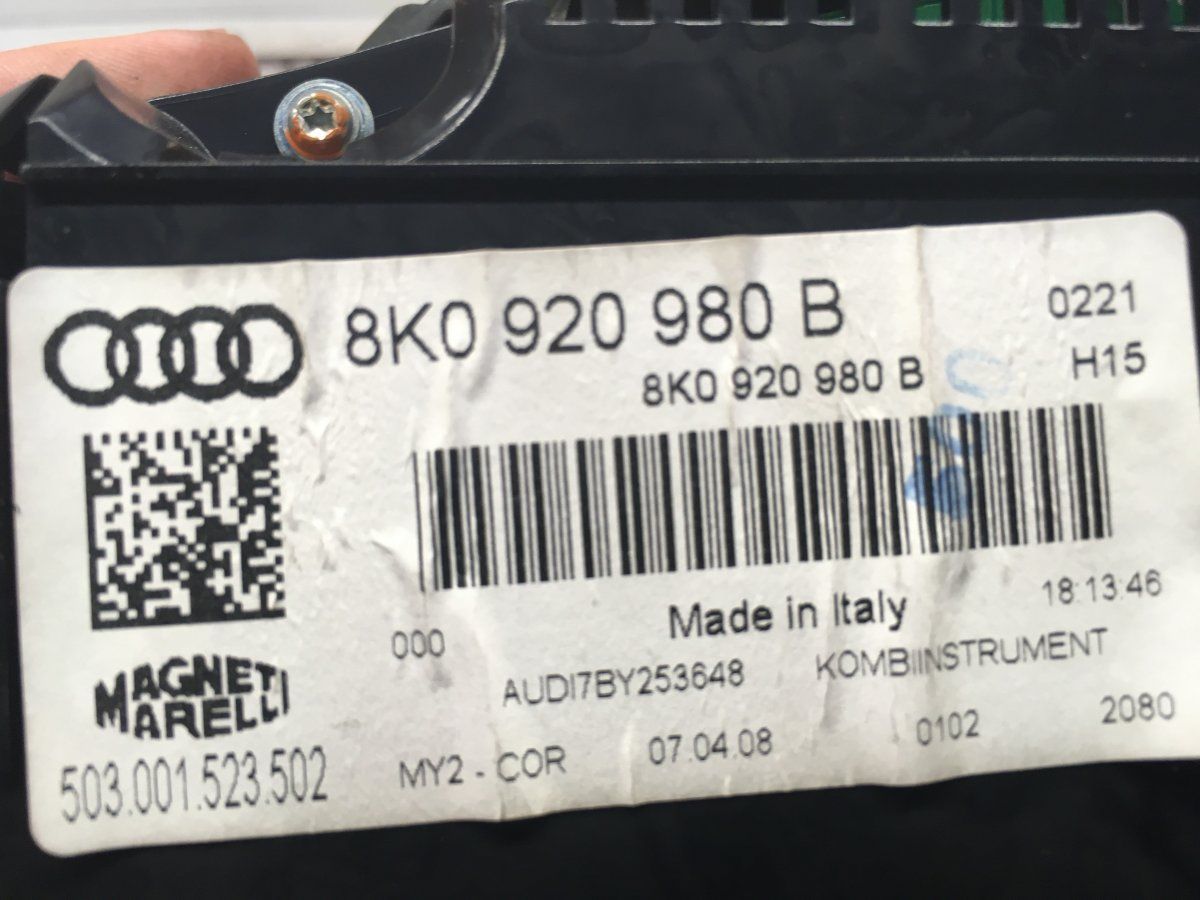 8K0 920 980 B
0221
8K0 920 980 B
H15
000
Made in Italy
18:13:46
AUDI7BY253648
KOMBIINSTRUMENT
MAGNETI
MARELLI
503.001.523.502
MY2 - COR
07.04.08
0102
2080